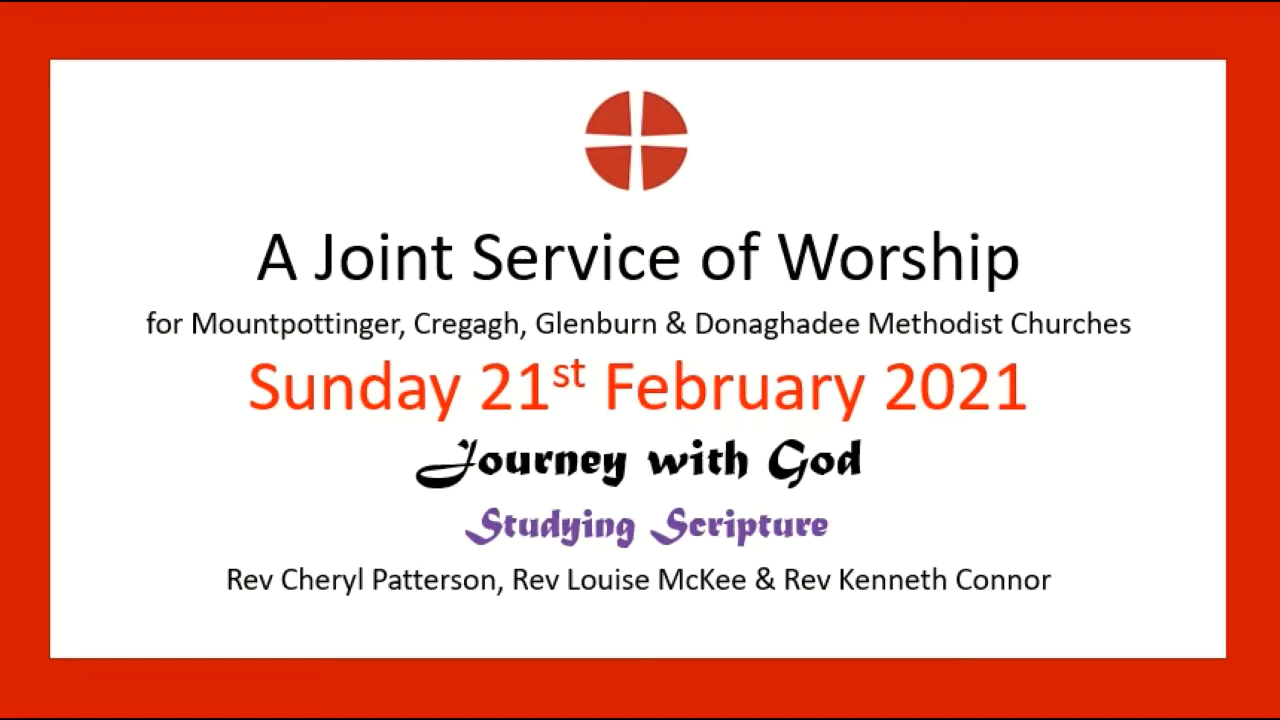 A Joint Service of Worship
for Mountpottinger, Cregagh, Glenburn & Donaghadee Methodist Churches
Sunday 21st February 2021
Journey with God
Studying Scripture
Rev Cheryl Patterson, Rev Louise McKee & Rev Kenneth Connor